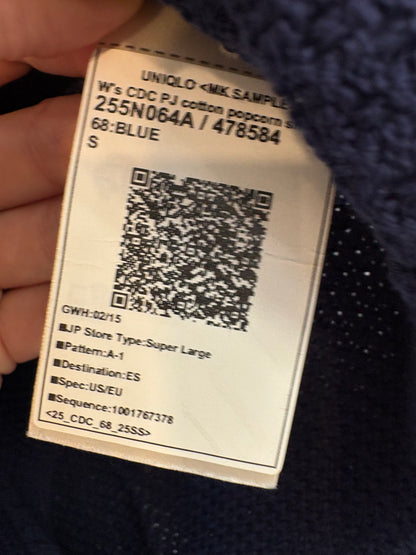 UNIQLO <MK SAMPLE
W's CDC PJ cotton popcorn
255N064A / 478584
68:BLUE
S
GWH:02/15
■JP Store Type:Super Large
■Pattern:A-1
■Destination:ES
■Spec:US/EU
■Sequence:1001767378
<25_CDC_68_25SS>